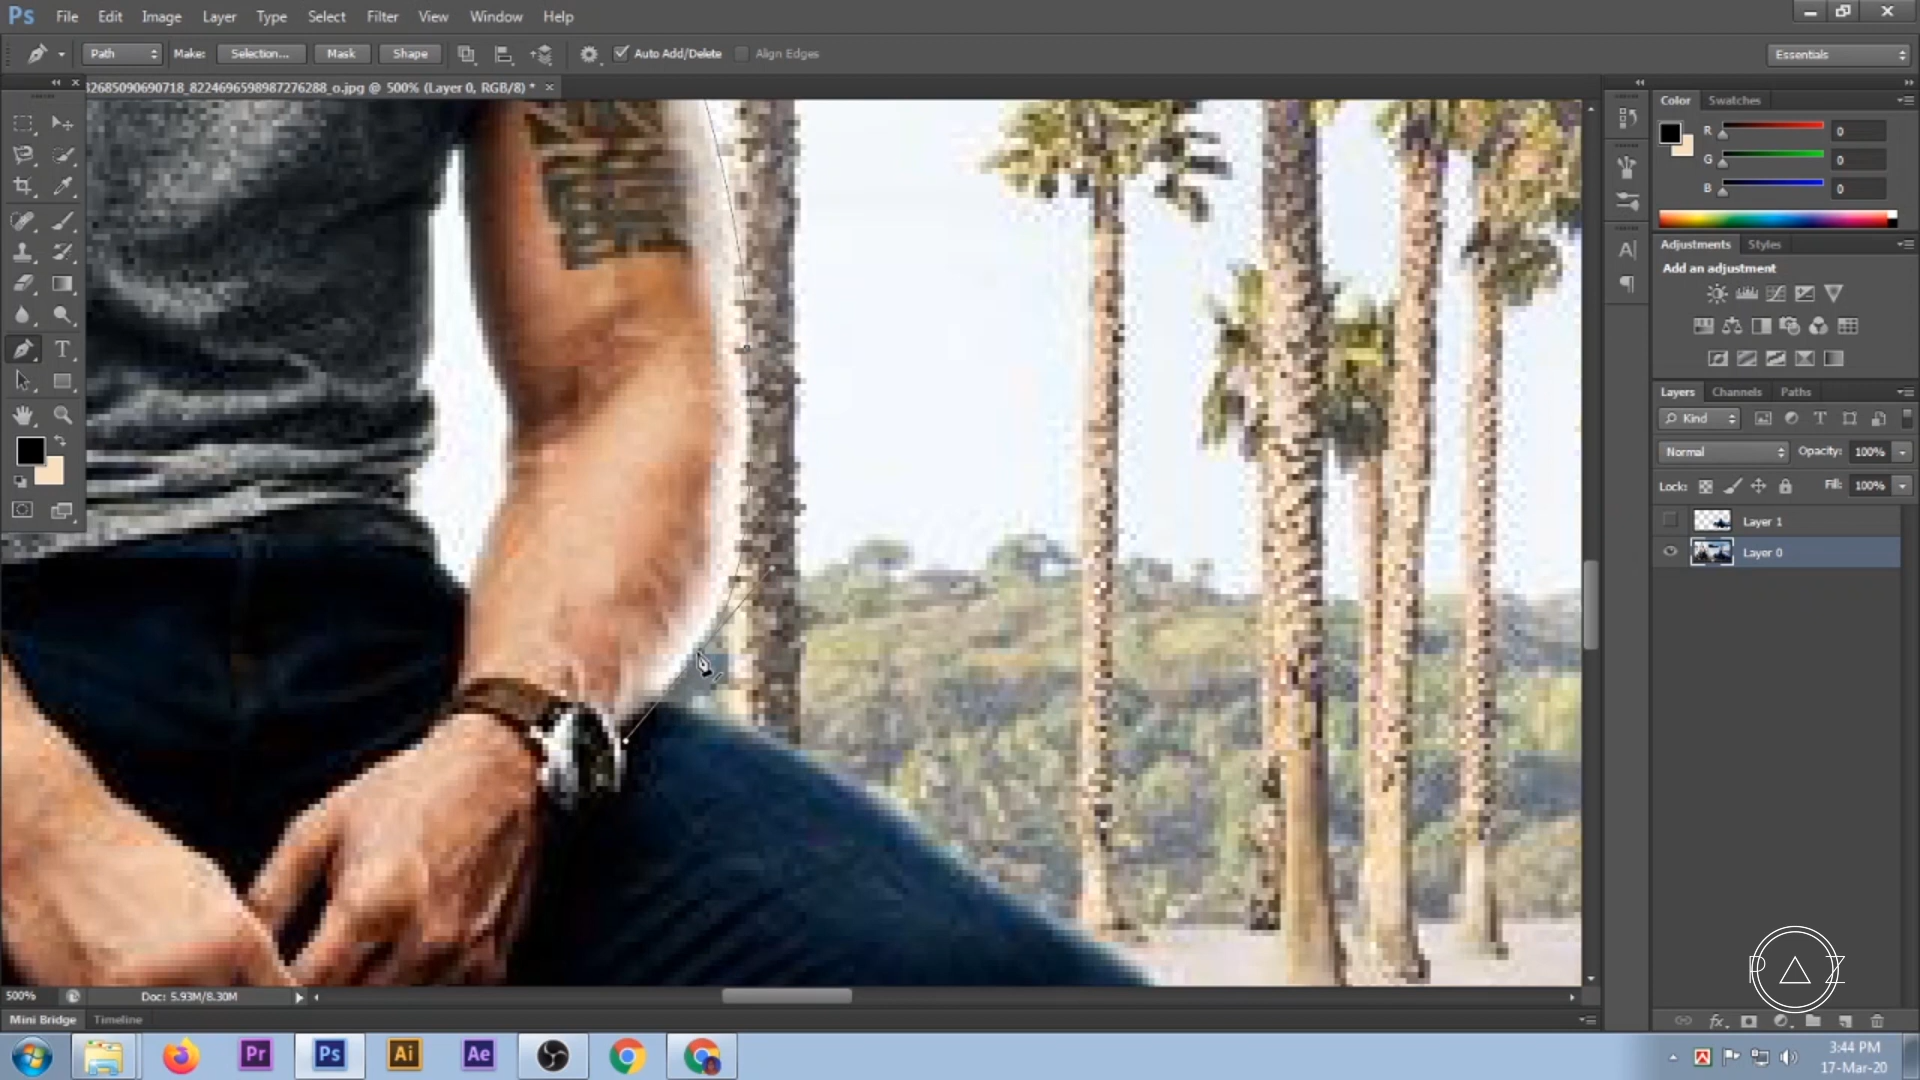 Ps File Edit Image Layer Type Select Filter View Window Help
Path Make: Selection... Mask Shape Auto Add/Delete Align Edges Essentials
32685090690718_8224696598987276288_o.jpg @ 500% (Layer 0, RGB/8) * ×
Color Swatches
R 0
G 0
B 0
Adjustments Styles
Add an adjustment
Layers Channels Paths
Kind
Normal Opacity: 100%
Lock: Fill: 100%
Layer 1
Layer 0
P Z
500% Doc: 5.93M/8.30M
Mini Bridge Timeline
Pr Ps Ai Ae
3:44 PM
17-Mar-20